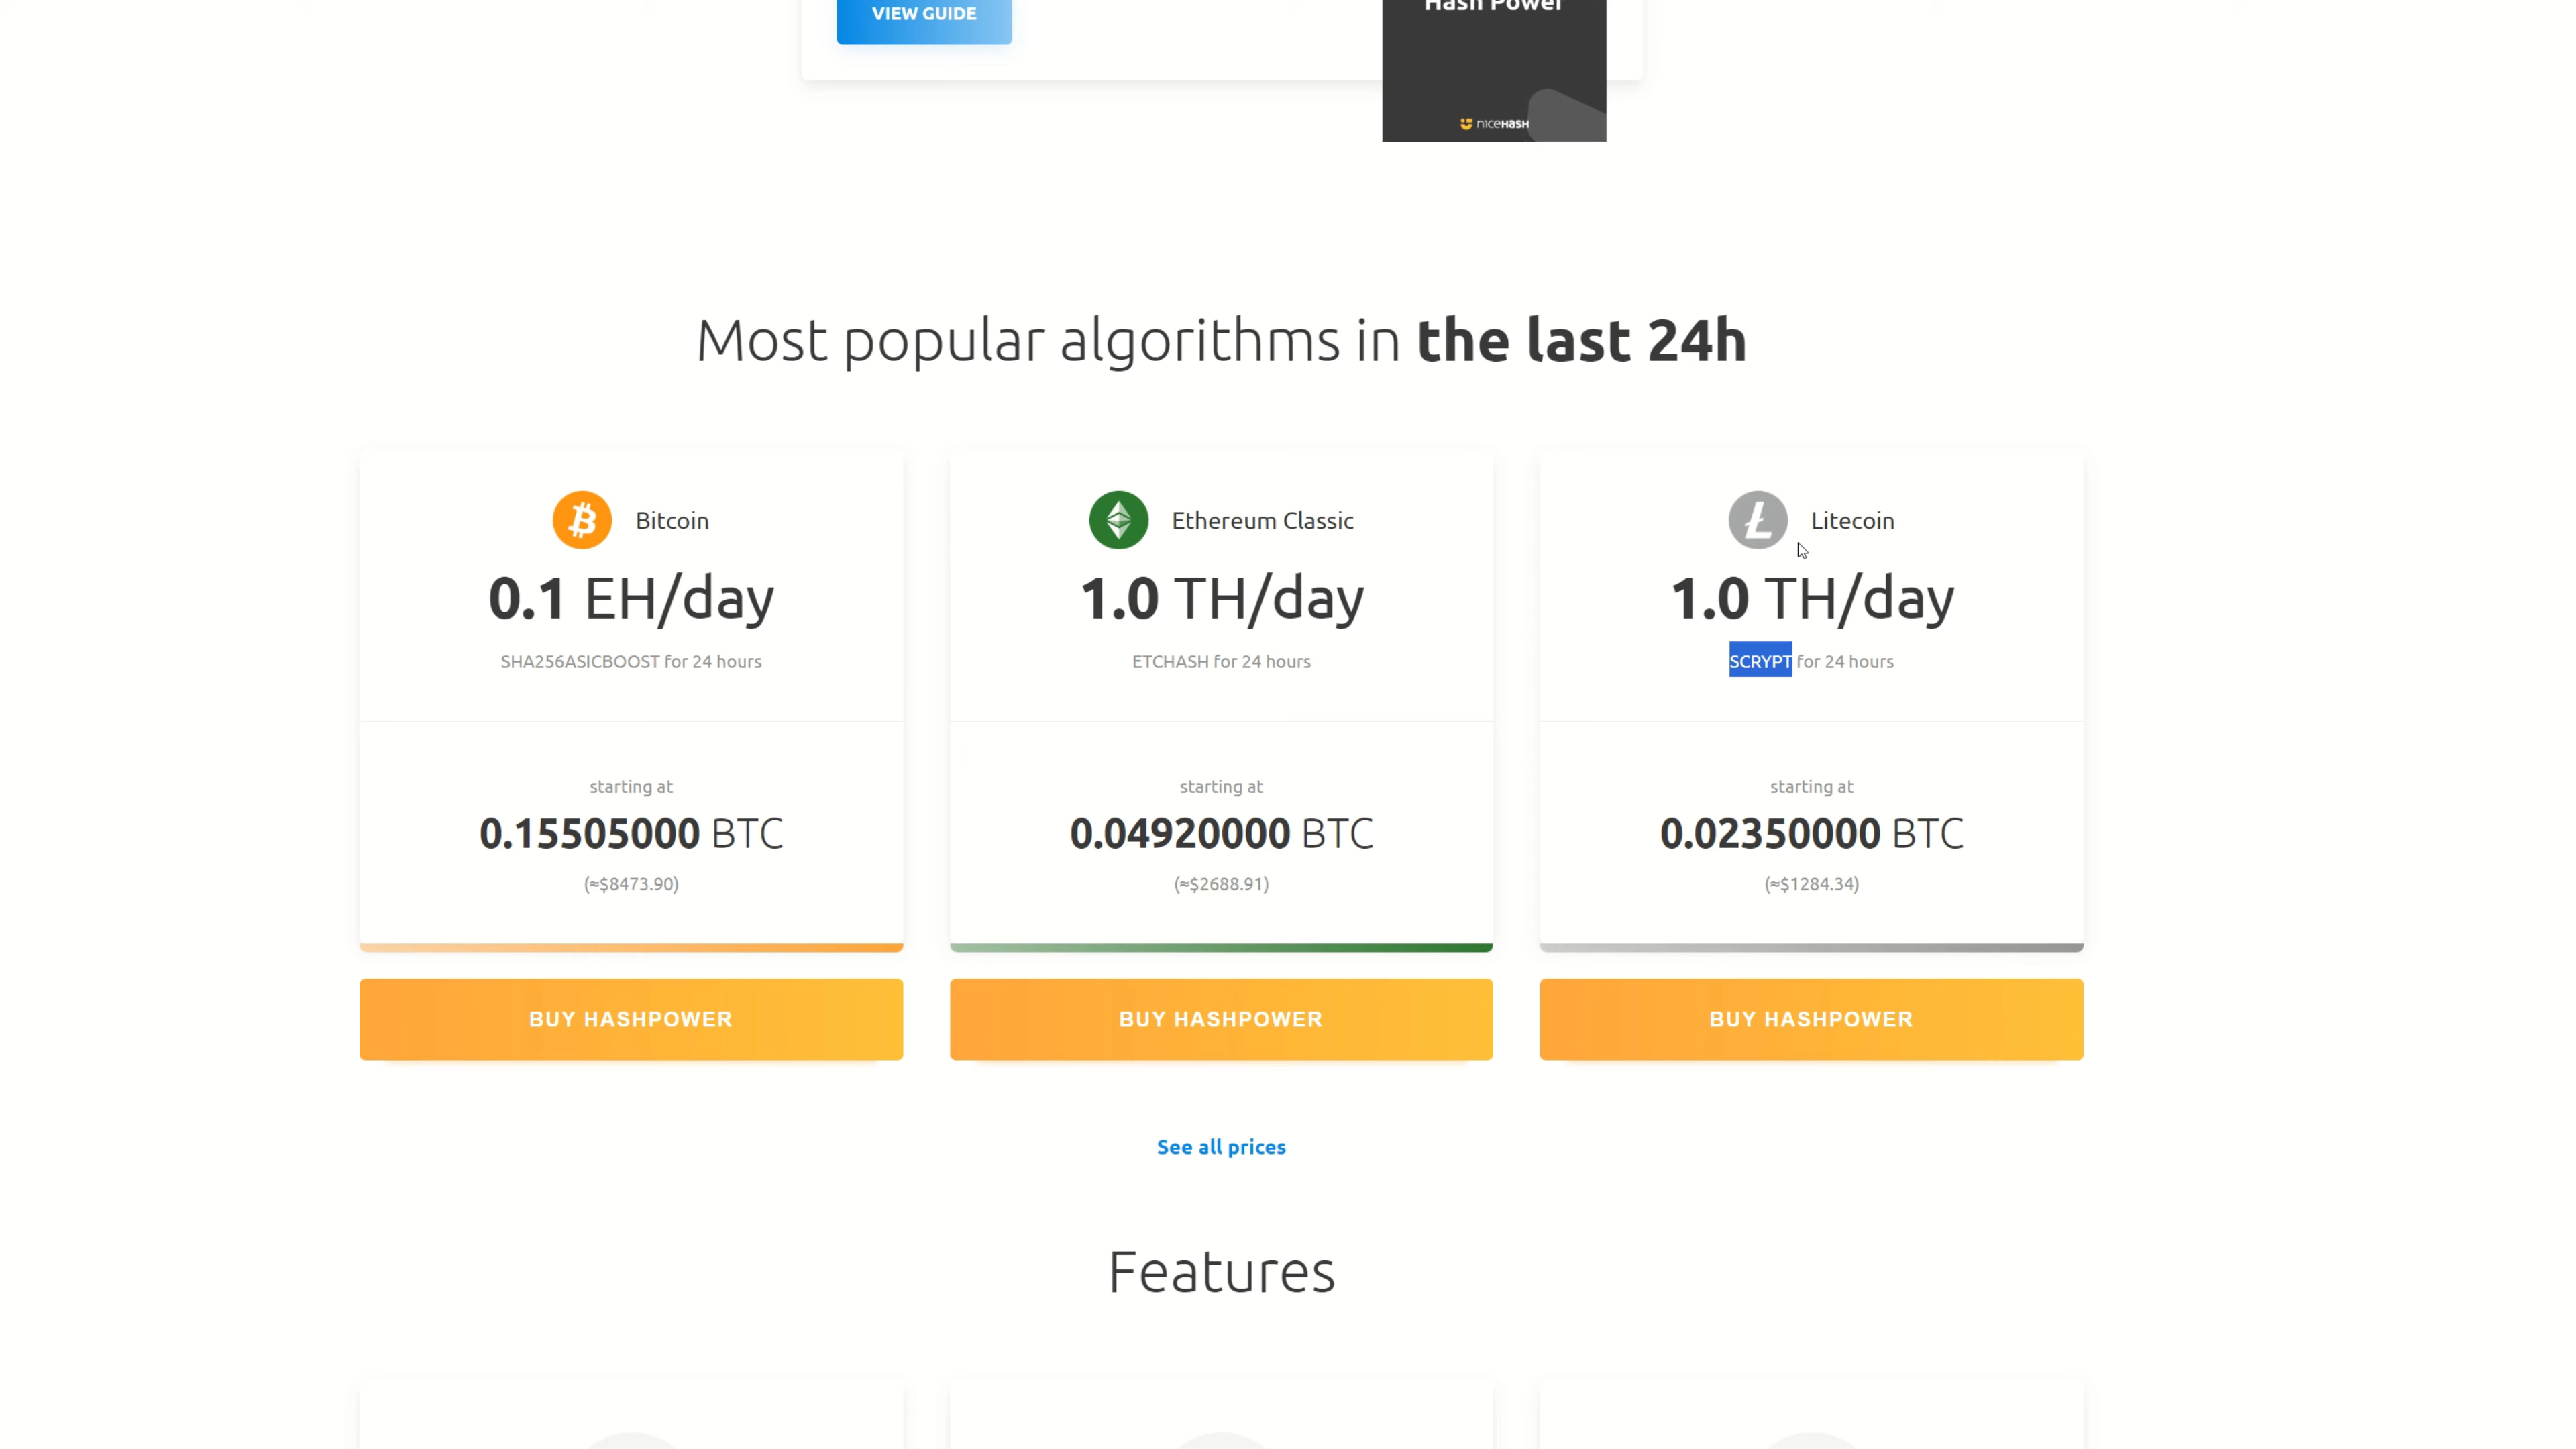 VIEW GUIDE
Hash Power
niceHash
Most popular algorithms in the last 24h
Bitcoin
0.1 EH/day
SHA256ASICBOOST for 24 hours
starting at
0.15505000 BTC
(≈$8473.90)
BUY HASHPOWER
Ethereum Classic
1.0 TH/day
ETCHASH for 24 hours
starting at
0.04920000 BTC
(≈$2688.91)
BUY HASHPOWER
Litecoin
1.0 TH/day
SCRYPT for 24 hours
starting at
0.02350000 BTC
(≈$1284.34)
BUY HASHPOWER
See all prices
Features